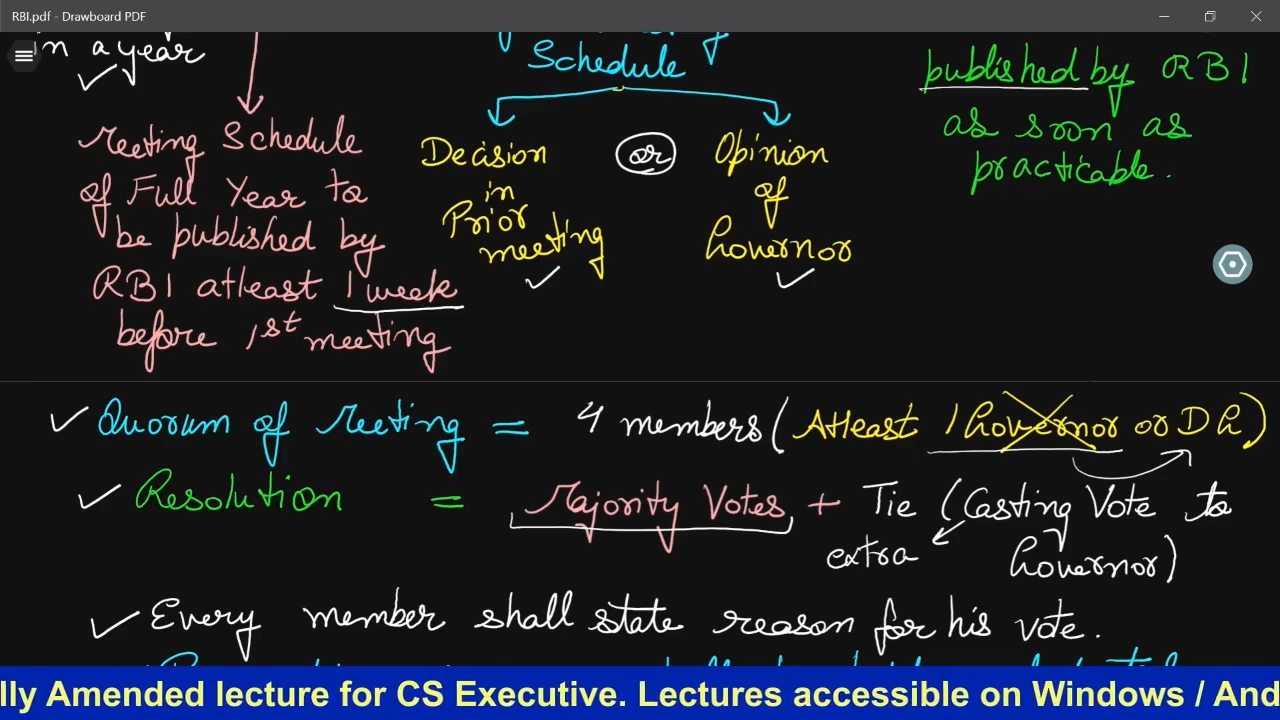 RBI.pdf - Drawboard PDF
in a year
Meeting Schedule
of Full Year to
be published by
RBI atleast 1 week
before 1st meeting
Schedule
Decision
in
Prior
meeting
or
Opinion
of
Governor
published by RBI
as soon as
practicable.
Quorum of Meeting = 4 members (Atleast 1 Governor or DG)
Resolution = Majority Votes + Tie (Casting Vote to
extra Governor)
Every member shall state reason for his vote.
lly Amended lecture for CS Executive. Lectures accessible on Windows / And